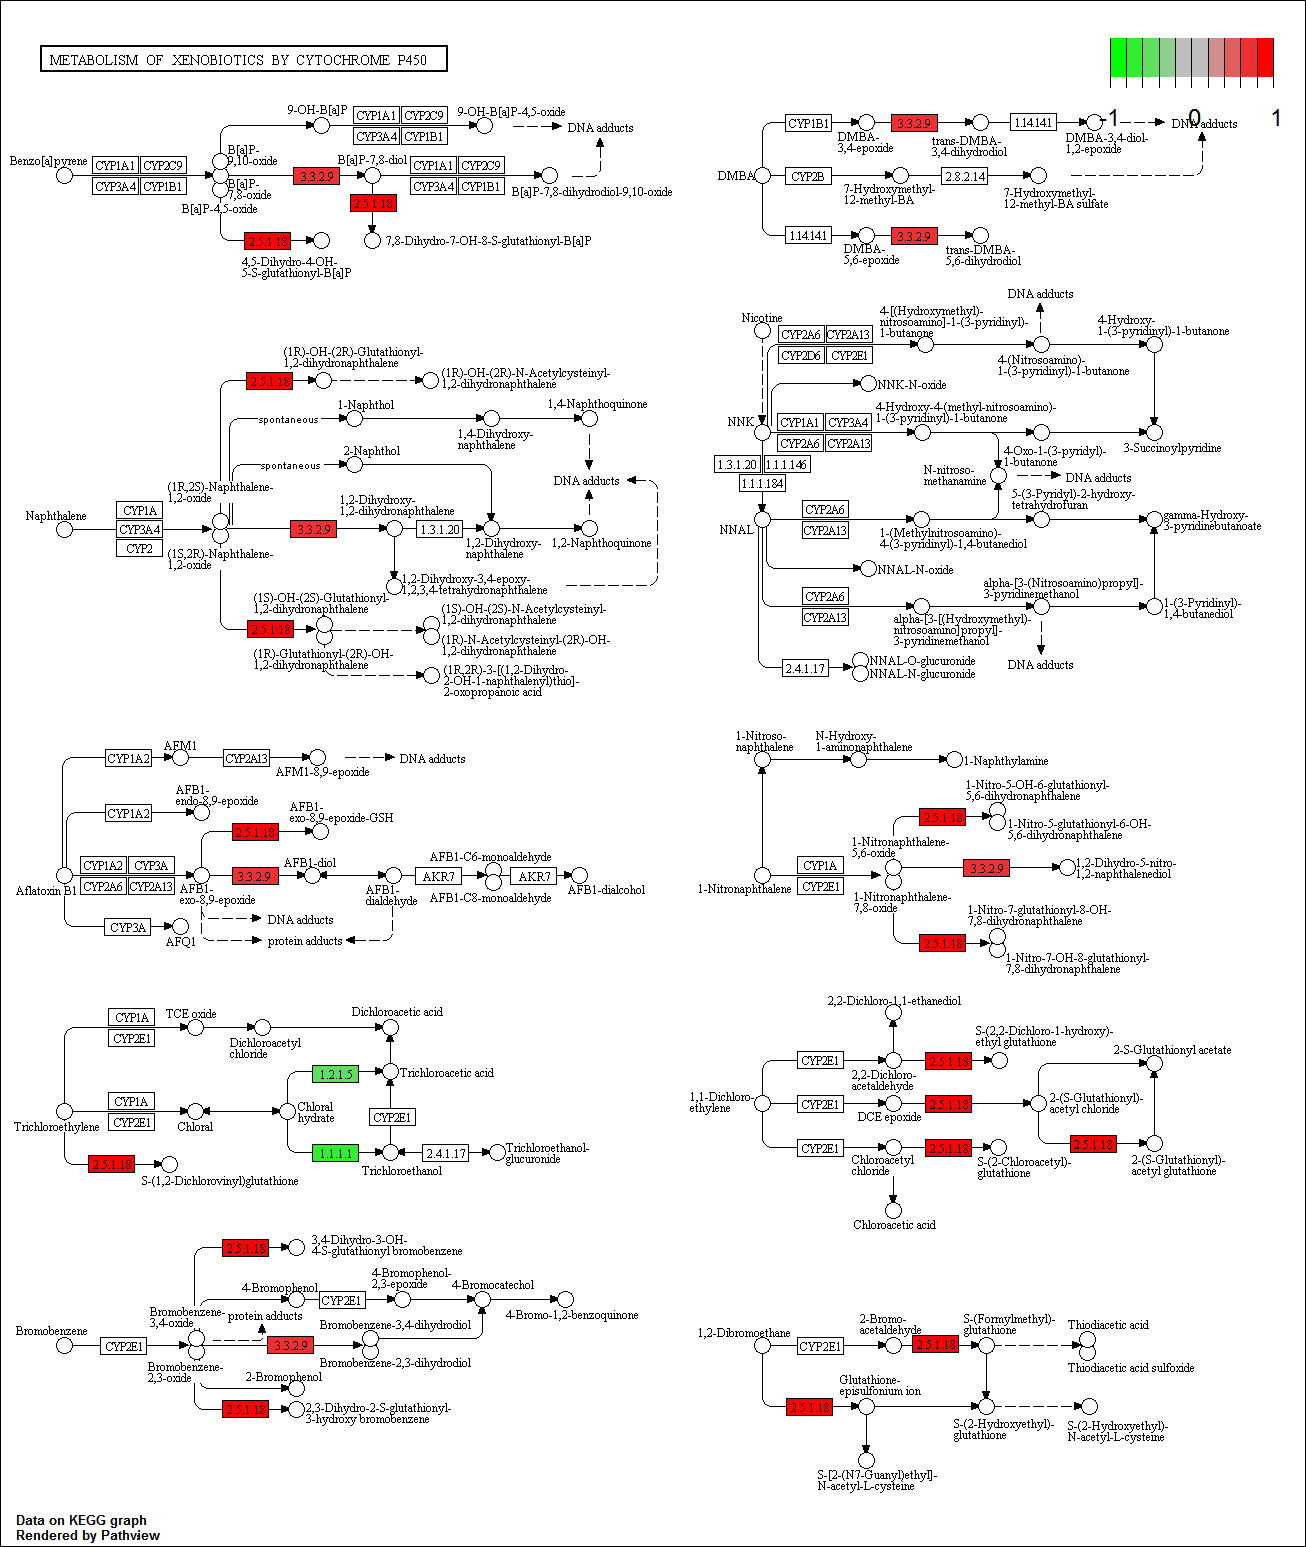 METABOLISM OF XENOBIOTICS BY CYTOCHROME P450
-1
0
1
Benzo[a]pyrene
CYP1A1
CYP2C9
CYP3A4
CYP1B1
B[a]P-
9,10-oxide
B[a]P-
7,8-oxide
B[a]P-4,5-oxide
9-OH-B[a]P
CYP1A1
CYP2C9
CYP3A4
CYP1B1
9-OH-B[a]P-4,5-oxide
DNA adducts
3.3.2.9
B[a]P-7,8-diol
CYP1A1
CYP2C9
CYP3A4
CYP1B1
B[a]P-7,8-dihydrodiol-9,10-oxide
2.5.1.18
7,8-Dihydro-7-OH-8-S-glutathionyl-B[a]P
2.5.1.18
4,5-Dihydro-4-OH-
5-S-glutathionyl-B[a]P
DMBA
CYP1B1
DMBA-
3,4-epoxide
3.3.2.9
trans-DMBA-
3,4-dihydrodiol
1.14.14.1
DMBA-3,4-diol-
1,2-epoxide
DNA adducts
CYP2B
7-Hydroxymethyl-
12-methyl-BA
2.8.2.14
7-Hydroxymethyl-
12-methyl-BA sulfate
1.14.14.1
DMBA-
5,6-epoxide
3.3.2.9
trans-DMBA-
5,6-dihydrodiol
Naphthalene
CYP1A
CYP3A4
CYP2
(1R,2S)-Naphthalene-
1,2-oxide
(1S,2R)-Naphthalene-
1,2-oxide
(1R)-OH-(2R)-Glutathionyl-
1,2-dihydronaphthalene
2.5.1.18
(1R)-OH-(2R)-N-Acetylcysteinyl-
1,2-dihydronaphthalene
spontaneous
1-Naphthol
1,4-Dihydroxy-
naphthalene
1,4-Naphthoquinone
spontaneous
2-Naphthol
DNA adducts
3.3.2.9
1,2-Dihydroxy-
1,2-dihydronaphthalene
1.3.1.20
1,2-Dihydroxy-
naphthalene
1,2-Naphthoquinone
1,2-Dihydroxy-3,4-epoxy-
1,2,3,4-tetrahydronaphthalene
(1S)-OH-(2S)-Glutathionyl-
1,2-dihydronaphthalene
2.5.1.18
(1R)-Glutathionyl-(2R)-OH-
1,2-dihydronaphthalene
(1S)-OH-(2S)-N-Acetylcysteinyl-
1,2-dihydronaphthalene
(1R)-N-Acetylcysteinyl-(2R)-OH-
1,2-dihydronaphthalene
(1R,2R)-3-[(1,2-Dihydro-
2-OH-1-naphthalenyl)thio]-
2-oxopropanoic acid
Nicotine
CYP2A6
CYP2A13
CYP2D6
CYP2E1
4-[(Hydroxymethyl)-
nitrosoamino]-1-(3-pyridinyl)-
1-butanone
DNA adducts
4-(Nitrosoamino)-
1-(3-pyridinyl)-1-butanone
4-Hydroxy-
1-(3-pyridinyl)-1-butanone
NNK-N-oxide
NNK
CYP1A1
CYP3A4
CYP2A6
CYP2A13
4-Hydroxy-4-(methyl-nitrosoamino)-
1-(3-pyridinyl)-1-butanone
4-Oxo-1-(3-pyridyl)-
1-butanone
3-Succinoylpyridine
1.3.1.20
1.1.1.146
1.1.1.184
N-nitroso-
methanamine
DNA adducts
NNAL
CYP2A6
CYP2A13
1-(Methylnitrosoamino)-
4-(3-pyridinyl)-1,4-butanediol
5-(3-Pyridyl)-2-hydroxy-
tetrahydrofuran
gamma-Hydroxy-
3-pyridinebutanoate
NNAL-N-oxide
CYP2A6
CYP2A13
alpha-[3-[(Hydroxymethyl)-
nitrosoamino]propyl]-
3-pyridinemethanol
alpha-[3-(Nitrosoamino)propyl]-
3-pyridinemethanol
1-(3-Pyridinyl)-
1,4-butanediol
DNA adducts
2.4.1.17
NNAL-O-glucuronide
NNAL-N-glucuronide
Aflatoxin B1
CYP1A2
AFM1
CYP2A13
AFM1-8,9-epoxide
DNA adducts
CYP1A2
AFB1-
endo-8,9-epoxide
2.5.1.18
AFB1-
exo-8,9-epoxide-GSH
CYP1A2
CYP3A
CYP2A6
CYP2A13
AFB1-
exo-8,9-epoxide
3.3.2.9
AFB1-diol
AFB1-
dialdehyde
AKR7
AFB1-C6-monoaldehyde
AFB1-C8-monoaldehyde
AKR7
AFB1-dialcohol
CYP3A
AFQ1
DNA adducts
protein adducts
1-Nitroso-
naphthalene
N-Hydroxy-
1-aminonaphthalene
1-Naphthylamine
1-Nitronaphthalene
CYP1A
CYP2E1
1-Nitronaphthalene-
5,6-oxide
1-Nitronaphthalene-
7,8-oxide
2.5.1.18
1-Nitro-5-OH-6-glutathionyl-
5,6-dihydronaphthalene
1-Nitro-5-glutathionyl-6-OH-
5,6-dihydronaphthalene
3.3.2.9
1,2-Dihydro-5-nitro-
1,2-naphthalenediol
2.5.1.18
1-Nitro-7-glutathionyl-8-OH-
7,8-dihydronaphthalene
1-Nitro-7-OH-8-glutathionyl-
7,8-dihydronaphthalene
Trichloroethylene
CYP1A
CYP2E1
TCE oxide
Dichloroacetyl
chloride
Dichloroacetic acid
CYP1A
CYP2E1
Chloral
Chloral
hydrate
1.2.1.5
Trichloroacetic acid
CYP2E1
1.1.1.1
Trichloroethanol
2.4.1.17
Trichloroethanol-
glucuronide
2.5.1.18
S-(1,2-Dichlorovinyl)glutathione
1,1-Dichloro-
ethylene
2,2-Dichloro-1,1-ethanediol
CYP2E1
2,2-Dichloro-
acetaldehyde
2.5.1.18
S-(2,2-Dichloro-1-hydroxy)-
ethyl glutathione
CYP2E1
DCE epoxide
2.5.1.18
2-(S-Glutathionyl)-
acetyl chloride
2-S-Glutathionyl acetate
2.5.1.18
2-(S-Glutathionyl)-
acetyl glutathione
CYP2E1
Chloroacetyl
chloride
2.5.1.18
S-(2-Chloroacetyl)-
glutathione
Chloroacetic acid
Bromobenzene
CYP2E1
Bromobenzene-
3,4-oxide
Bromobenzene-
2,3-oxide
2.5.1.18
3,4-Dihydro-3-OH-
4-S-glutathionyl bromobenzene
4-Bromophenol
CYP2E1
4-Bromophenol-
2,3-epoxide
4-Bromocatechol
4-Bromo-1,2-benzoquinone
protein adducts
3.3.2.9
Bromobenzene-3,4-dihydrodiol
Bromobenzene-2,3-dihydrodiol
2-Bromophenol
2.5.1.18
2,3-Dihydro-2-S-glutathionyl-
3-hydroxy bromobenzene
1,2-Dibromoethane
CYP2E1
2-Bromo-
acetaldehyde
2.5.1.18
S-(Formylmethyl)-
glutathione
Thiodiacetic acid
Thiodiacetic acid sulfoxide
2.5.1.18
Glutathione-
episulfonium ion
S-(2-Hydroxyethyl)-
glutathione
S-(2-Hydroxyethyl)-
N-acetyl-L-cysteine
S-[2-(N7-Guanyl)ethyl]-
N-acetyl-L-cysteine
Data on KEGG graph
Rendered by Pathview